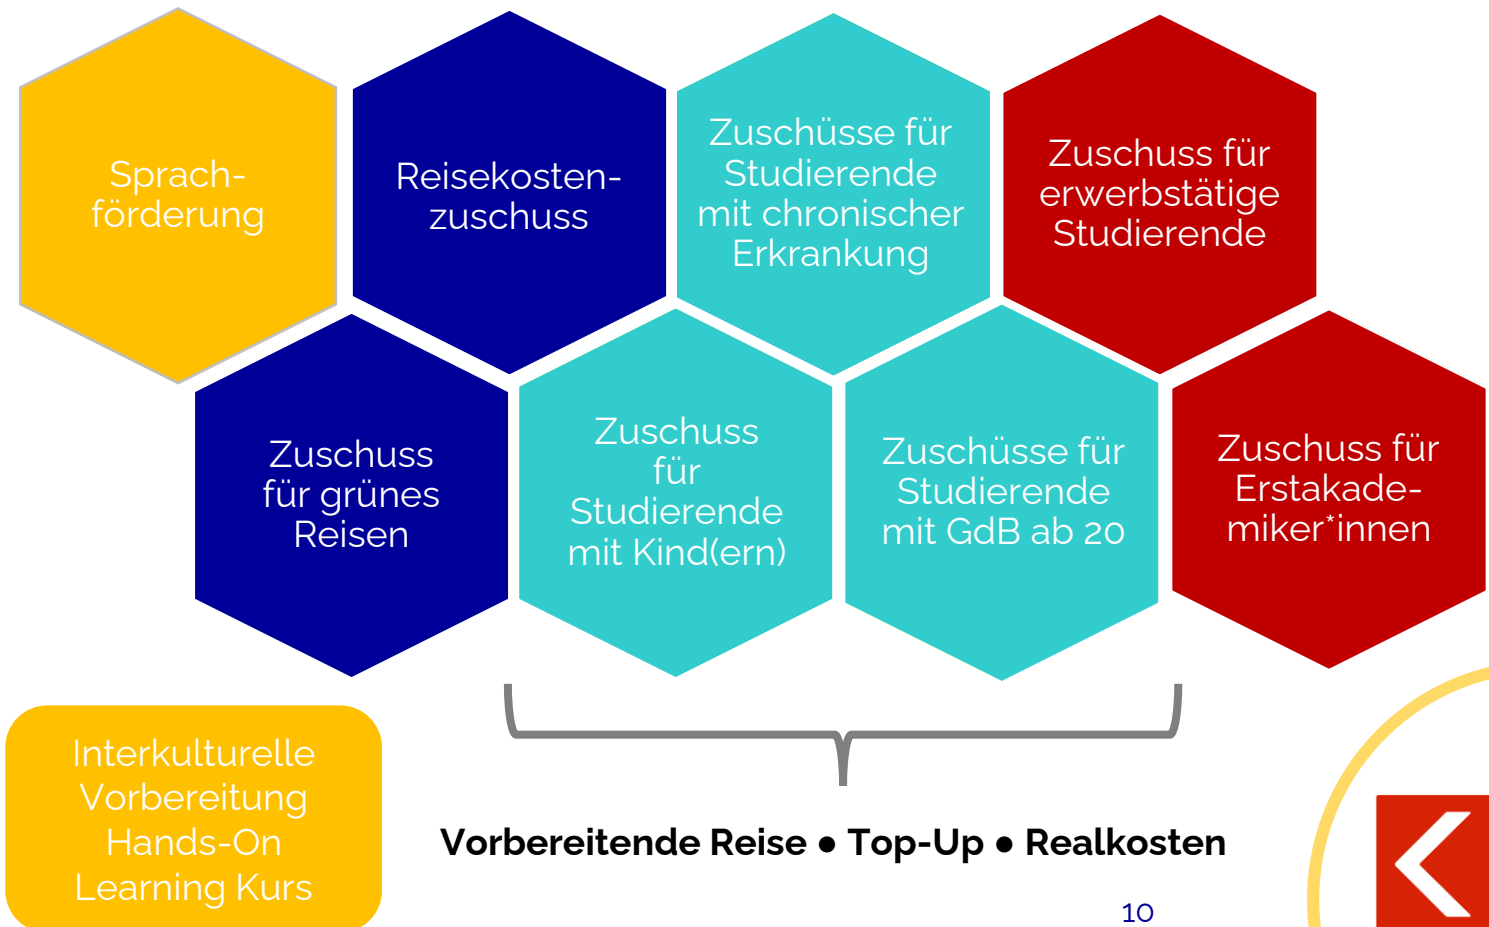 Sprach-
förderung
Reisekosten-
zuschuss
Zuschüsse für
Studierende
mit chronischer
Erkrankung
Zuschuss für
erwerbstätige
Studierende
Zuschuss
für grünes
Reisen
Zuschuss
für
Studierende
mit Kind(ern)
Zuschüsse für
Studierende
mit GdB ab 20
Zuschuss für
Erstakade-
miker*innen
Interkulturelle
Vorbereitung
Hands-On
Learning Kurs
Vorbereitende Reise ● Top-Up ● Realkosten
10